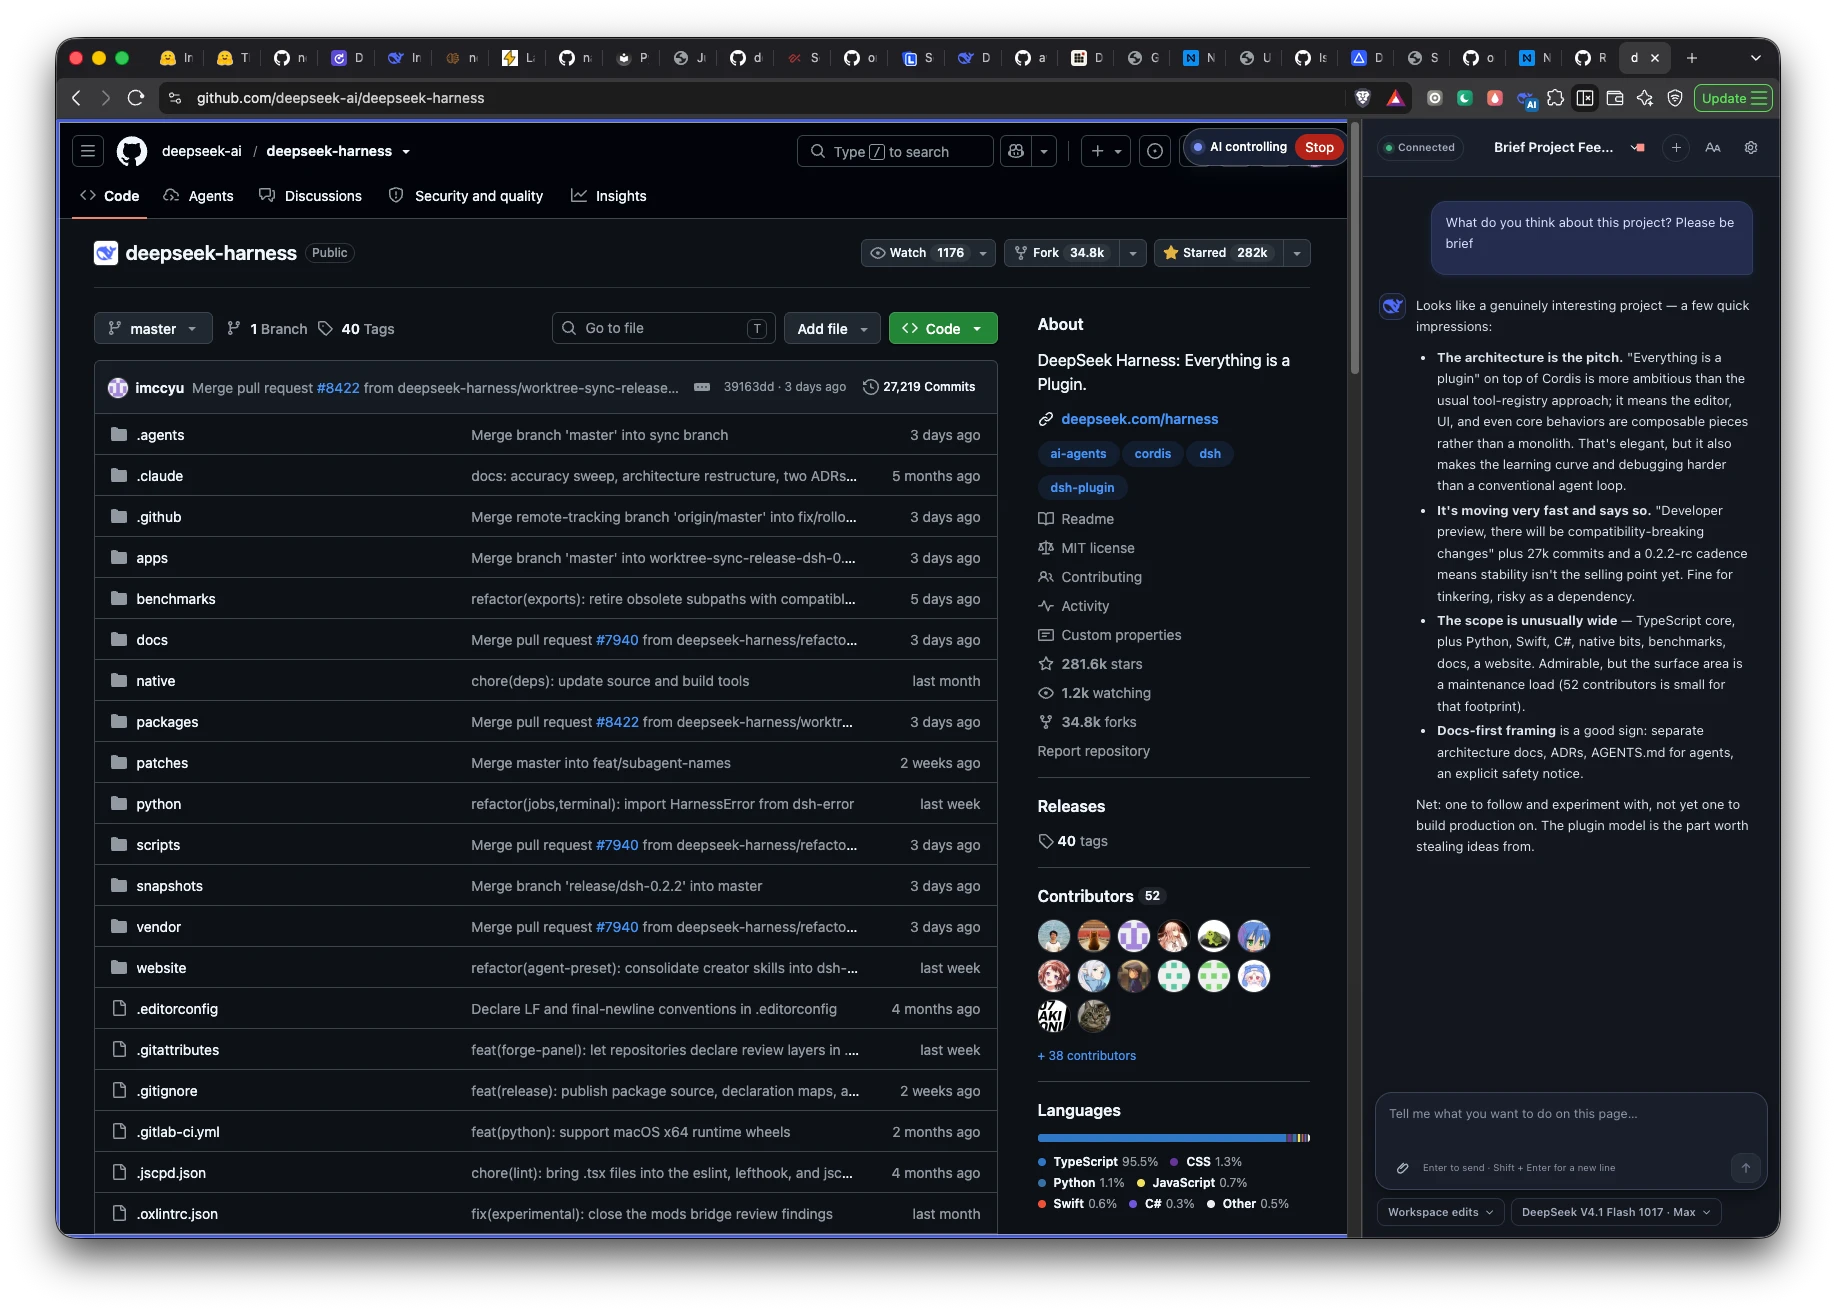 github.com/deepseek-ai/deepseek-harness
AI
Update
deepseek-ai / deepseek-harness
Type / to search
AI controlling
Stop
Code
Agents
Discussions
Security and quality
Insights
deepseek-harness
Public
Watch 1176
Fork 34.8k
Starred 282k
master
1 Branch
40 Tags
Go to file
T
Add file
Code
imccyu Merge pull request #8422 from deepseek-harness/worktree-sync-release... 39163dd · 3 days ago 27,219 Commits
.agents Merge branch 'master' into sync branch 3 days ago
.claude docs: accuracy sweep, architecture restructure, two ADRs... 5 months ago
.github Merge remote-tracking branch 'origin/master' into fix/rollo... 3 days ago
apps Merge branch 'master' into worktree-sync-release-dsh-0.... 3 days ago
benchmarks refactor(exports): retire obsolete subpaths with compatibl... 5 days ago
docs Merge pull request #7940 from deepseek-harness/refacto... 3 days ago
native chore(deps): update source and build tools last month
packages Merge pull request #8422 from deepseek-harness/worktr... 3 days ago
patches Merge master into feat/subagent-names 2 weeks ago
python refactor(jobs,terminal): import HarnessError from dsh-error last week
scripts Merge pull request #7940 from deepseek-harness/refacto... 3 days ago
snapshots Merge branch 'release/dsh-0.2.2' into master 3 days ago
vendor Merge pull request #7940 from deepseek-harness/refacto... 3 days ago
website refactor(agent-preset): consolidate creator skills into dsh-... last week
.editorconfig Declare LF and final-newline conventions in .editorconfig 4 months ago
.gitattributes feat(forge-panel): let repositories declare review layers in .... last week
.gitignore feat(release): publish package source, declaration maps, a... 2 weeks ago
.gitlab-ci.yml feat(python): support macOS x64 runtime wheels 2 months ago
.jscpd.json chore(lint): bring .tsx files into the eslint, lefthook, and jsc... 4 months ago
.oxlintrc.json fix(experimental): close the mods bridge review findings last month
About
DeepSeek Harness: Everything is a
Plugin.
deepseek.com/harness
ai-agents cordis dsh
dsh-plugin
Readme
MIT license
Contributing
Activity
Custom properties
281.6k stars
1.2k watching
34.8k forks
Report repository
Releases
40 tags
Contributors 52
+ 38 contributors
Languages
TypeScript 95.5% CSS 1.3%
Python 1.1% JavaScript 0.7%
Swift 0.6% C# 0.3% Other 0.5%
Connected
Brief Project Fee...
AA
What do you think about this project? Please be
brief
Looks like a genuinely interesting project — a few quick
impressions:
• The architecture is the pitch. "Everything is a
plugin" on top of Cordis is more ambitious than the
usual tool-registry approach; it means the editor,
UI, and even core behaviors are composable pieces
rather than a monolith. That's elegant, but it also
makes the learning curve and debugging harder
than a conventional agent loop.
• It's moving very fast and says so. "Developer
preview, there will be compatibility-breaking
changes" plus 27k commits and a 0.2.2-rc cadence
means stability isn't the selling point yet. Fine for
tinkering, risky as a dependency.
• The scope is unusually wide — TypeScript core,
plus Python, Swift, C#, native bits, benchmarks,
docs, a website. Admirable, but the surface area is
a maintenance load (52 contributors is small for
that footprint).
• Docs-first framing is a good sign: separate
architecture docs, ADRs, AGENTS.md for agents,
an explicit safety notice.
Net: one to follow and experiment with, not yet one to
build production on. The plugin model is the part worth
stealing ideas from.
Tell me what you want to do on this page...
Enter to send · Shift + Enter for a new line
Workspace edits
DeepSeek V4.1 Flash 1017 · Max